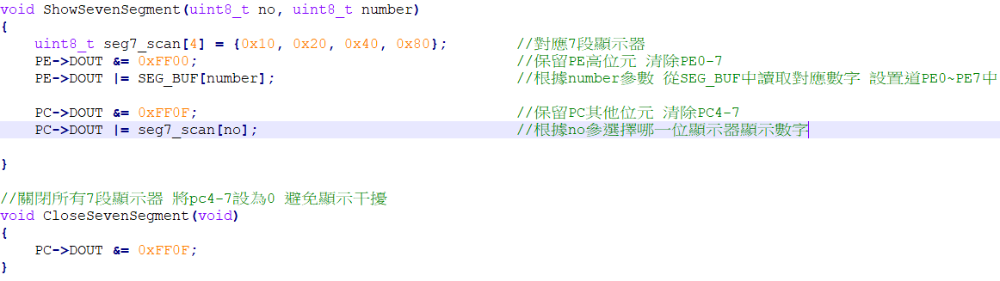 void ShowSevenSegment(uint8_t no, uint8_t number)
{
    uint8_t seg7_scan[4] = {0x10, 0x20, 0x40, 0x80};        //對應7段顯示器
    PE->DOUT &= 0xFF00;                                     //保留PE高位元 清除PE0-7
    PE->DOUT |= SEG_BUF[number];                            //根據number參數 從SEG_BUF中讀取對應數字 設置道PE0~PE7中

    PC->DOUT &= 0xFF0F;                                     //保留PC其他位元 清除PC4-7
    PC->DOUT |= seg7_scan[no];                              //根據no參選擇哪一位顯示器顯示數字

}

//關閉所有7段顯示器 將pc4-7設為0 避免顯示干擾
void CloseSevenSegment(void)
{
    PC->DOUT &= 0xFF0F;
}